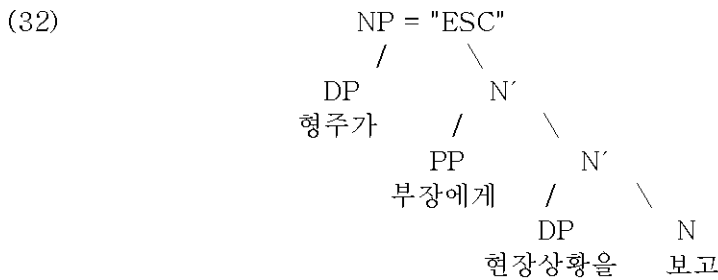 (32) NP = "ESC"
DP N´
형주가
PP N´
부장에게
DP N
현장상황을 보고